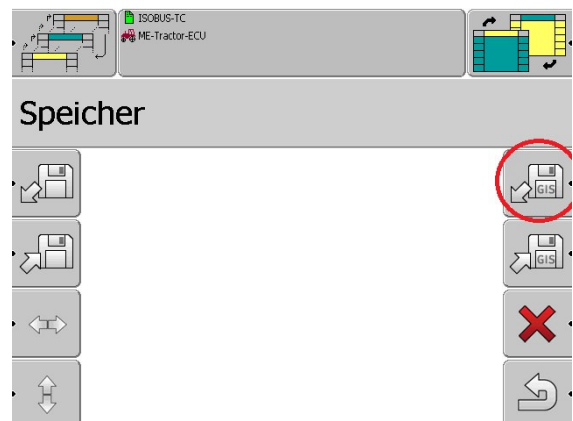 ISOBUS-TC
ME-Tractor-ECU
Speicher
GIS
GIS